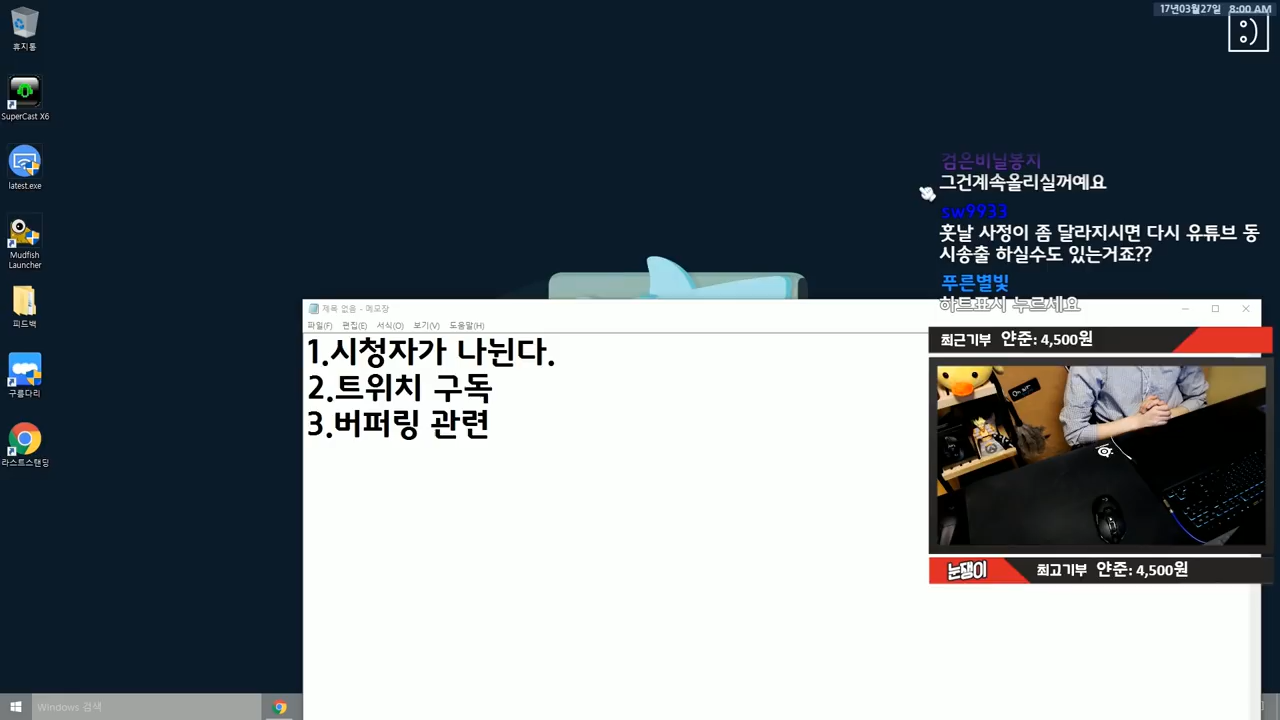 17년03월27일 8:00 AM
:)
휴지통
SuperCast X6
latest.exe
Mudfish
Launcher
피드백
구름다리
라스트스탠딩
검은비닐봉지
그건계속올리실꺼예요
sw9933
훗날 사정이 좀 달라지시면 다시 유튜브 동
시송출 하실수도 있는거죠??
푸른별빛
하트표시 누르세요
제목 없음 - 메모장
파일(F) 편집(E) 서식(O) 보기(V) 도움말(H)
1.시청자가 나뉜다.
2.트위치 구독
3.버퍼링 관련
최근기부 얀준: 4,500원
눈쟁이 최고기부 얀준: 4,500원
Windows 검색